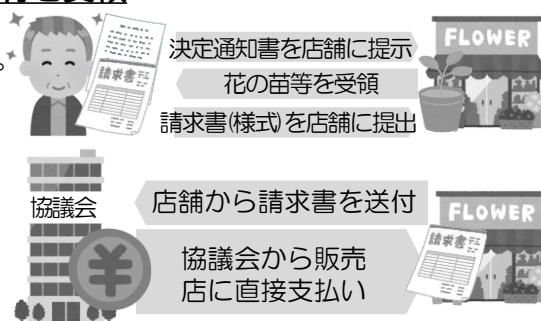 決定通知書を店舗に提示
花の苗等を受領
請求書(様式)を店舗に提出
請求書
FLOWER
協議会
店舗から請求書を送付
協議会から販売
店に直接支払い
¥
FLOWER
請求書